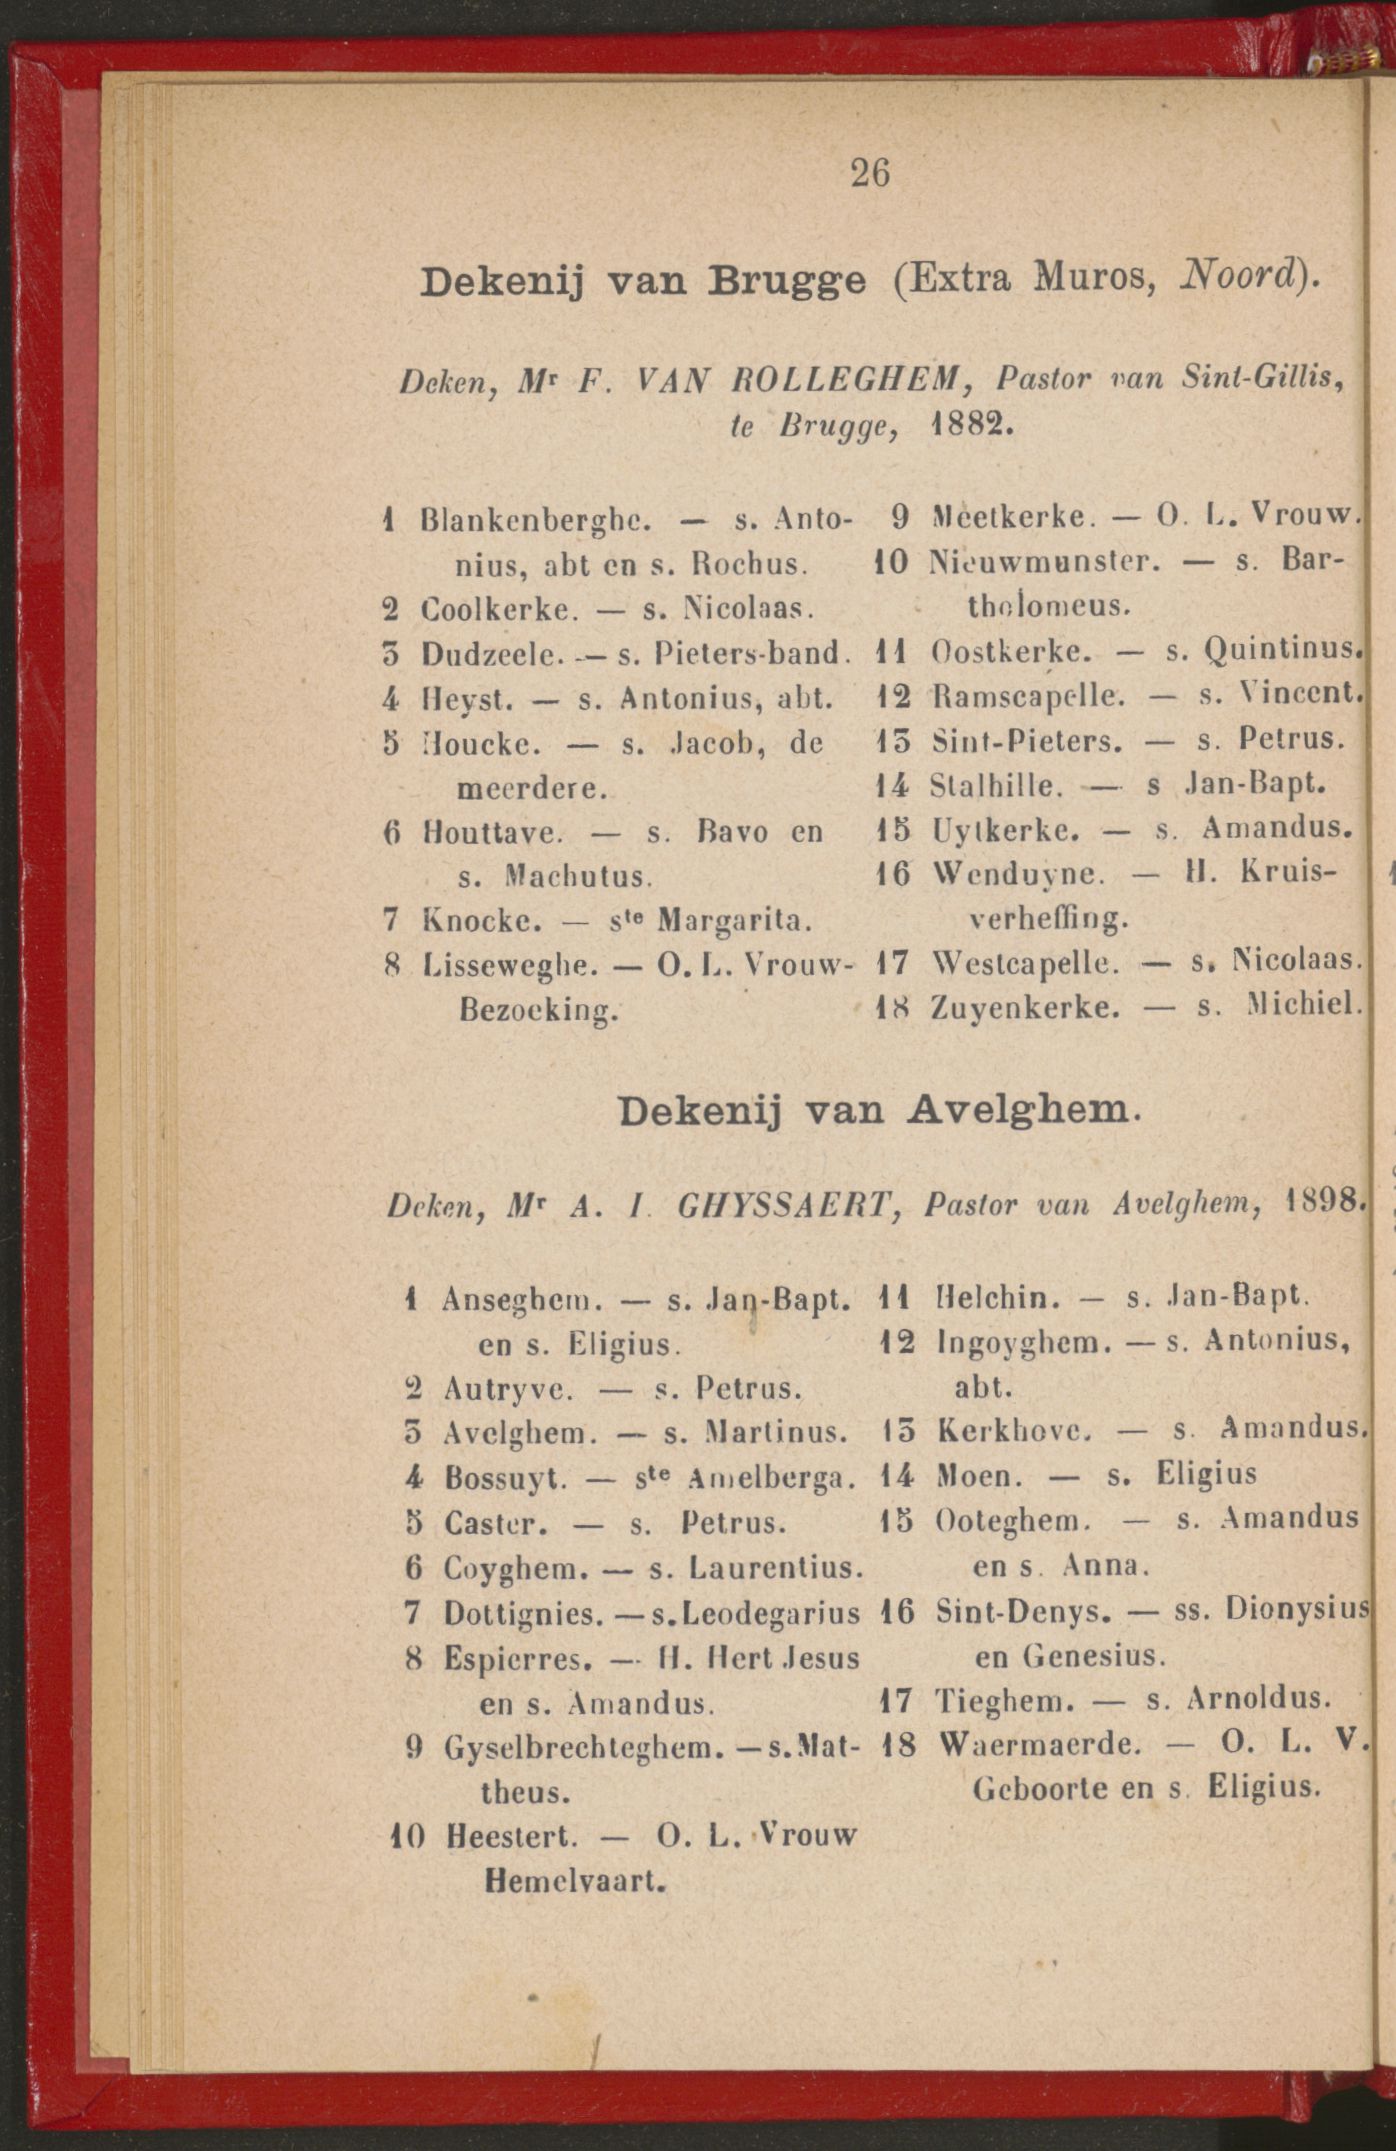 26
Dekenij van Brugge (Extra Muros, Noord).
Deken, Mr F. VAN ROLLEGHEM, Pastor van Sint-Gillis,
te Brugge, 1882.
1 Blankenberghe. — s. Anto-
nius, abt en s. Rochus.
2 Coolkerke. — s. Nicolaas.
3 Dudzeele. — s. Pieters-band.
4 Heyst. — s. Antonius, abt.
5 Houcke. — s. Jacob, de
meerdere.
6 Houttave. — s. Bavo en
s. Machutus.
7 Knocke. — ste Margarita.
8 Lisseweghe. — O. L. Vrouw-
Bezoeking.
9 Meetkerke. — O. L. Vrouw.
10 Nieuwmunster. — s. Bar-
tholomeus.
11 Oostkerke. — s. Quintinus.
12 Ramscapelle. — s. Vincent.
13 Sint-Pieters. — s. Petrus.
14 Stalhille. — s Jan-Bapt.
15 Uytkerke. — s. Amandus.
16 Wenduyne. — H. Kruis-
verheffing.
17 Westcapelle. — s. Nicolaas.
18 Zuyenkerke. — s. Michiel.
Dekenij van Avelghem.
Deken, Mr A. I. GHYSSAERT, Pastor van Avelghem, 1898.
1 Anseghem. — s. Jan-Bapt.
en s. Eligius.
2 Autryve. — s. Petrus.
3 Avelghem. — s. Martinus.
4 Bossuyt. — ste Amelberga.
5 Caster. — s. Petrus.
6 Coyghem. — s. Laurentius.
7 Dottignies. — s. Leodegarius
8 Espierres. — H. Hert Jesus
en s. Amandus.
9 Gyselbrechteghem. — s. Mat-
theus.
10 Heestert. — O. L. Vrouw
Hemelvaart.
11 Helchin. — s. Jan-Bapt.
12 Ingoyghem. — s. Antonius,
abt.
13 Kerkhove. — s. Amandus.
14 Moen. — s. Eligius
15 Ooteghem. — s. Amandus
en s. Anna.
16 Sint-Denys. — ss. Dionysius
en Genesius.
17 Tieghem. — s. Arnoldus.
18 Waermaerde. — O. L. V.
Geboorte en s. Eligius.